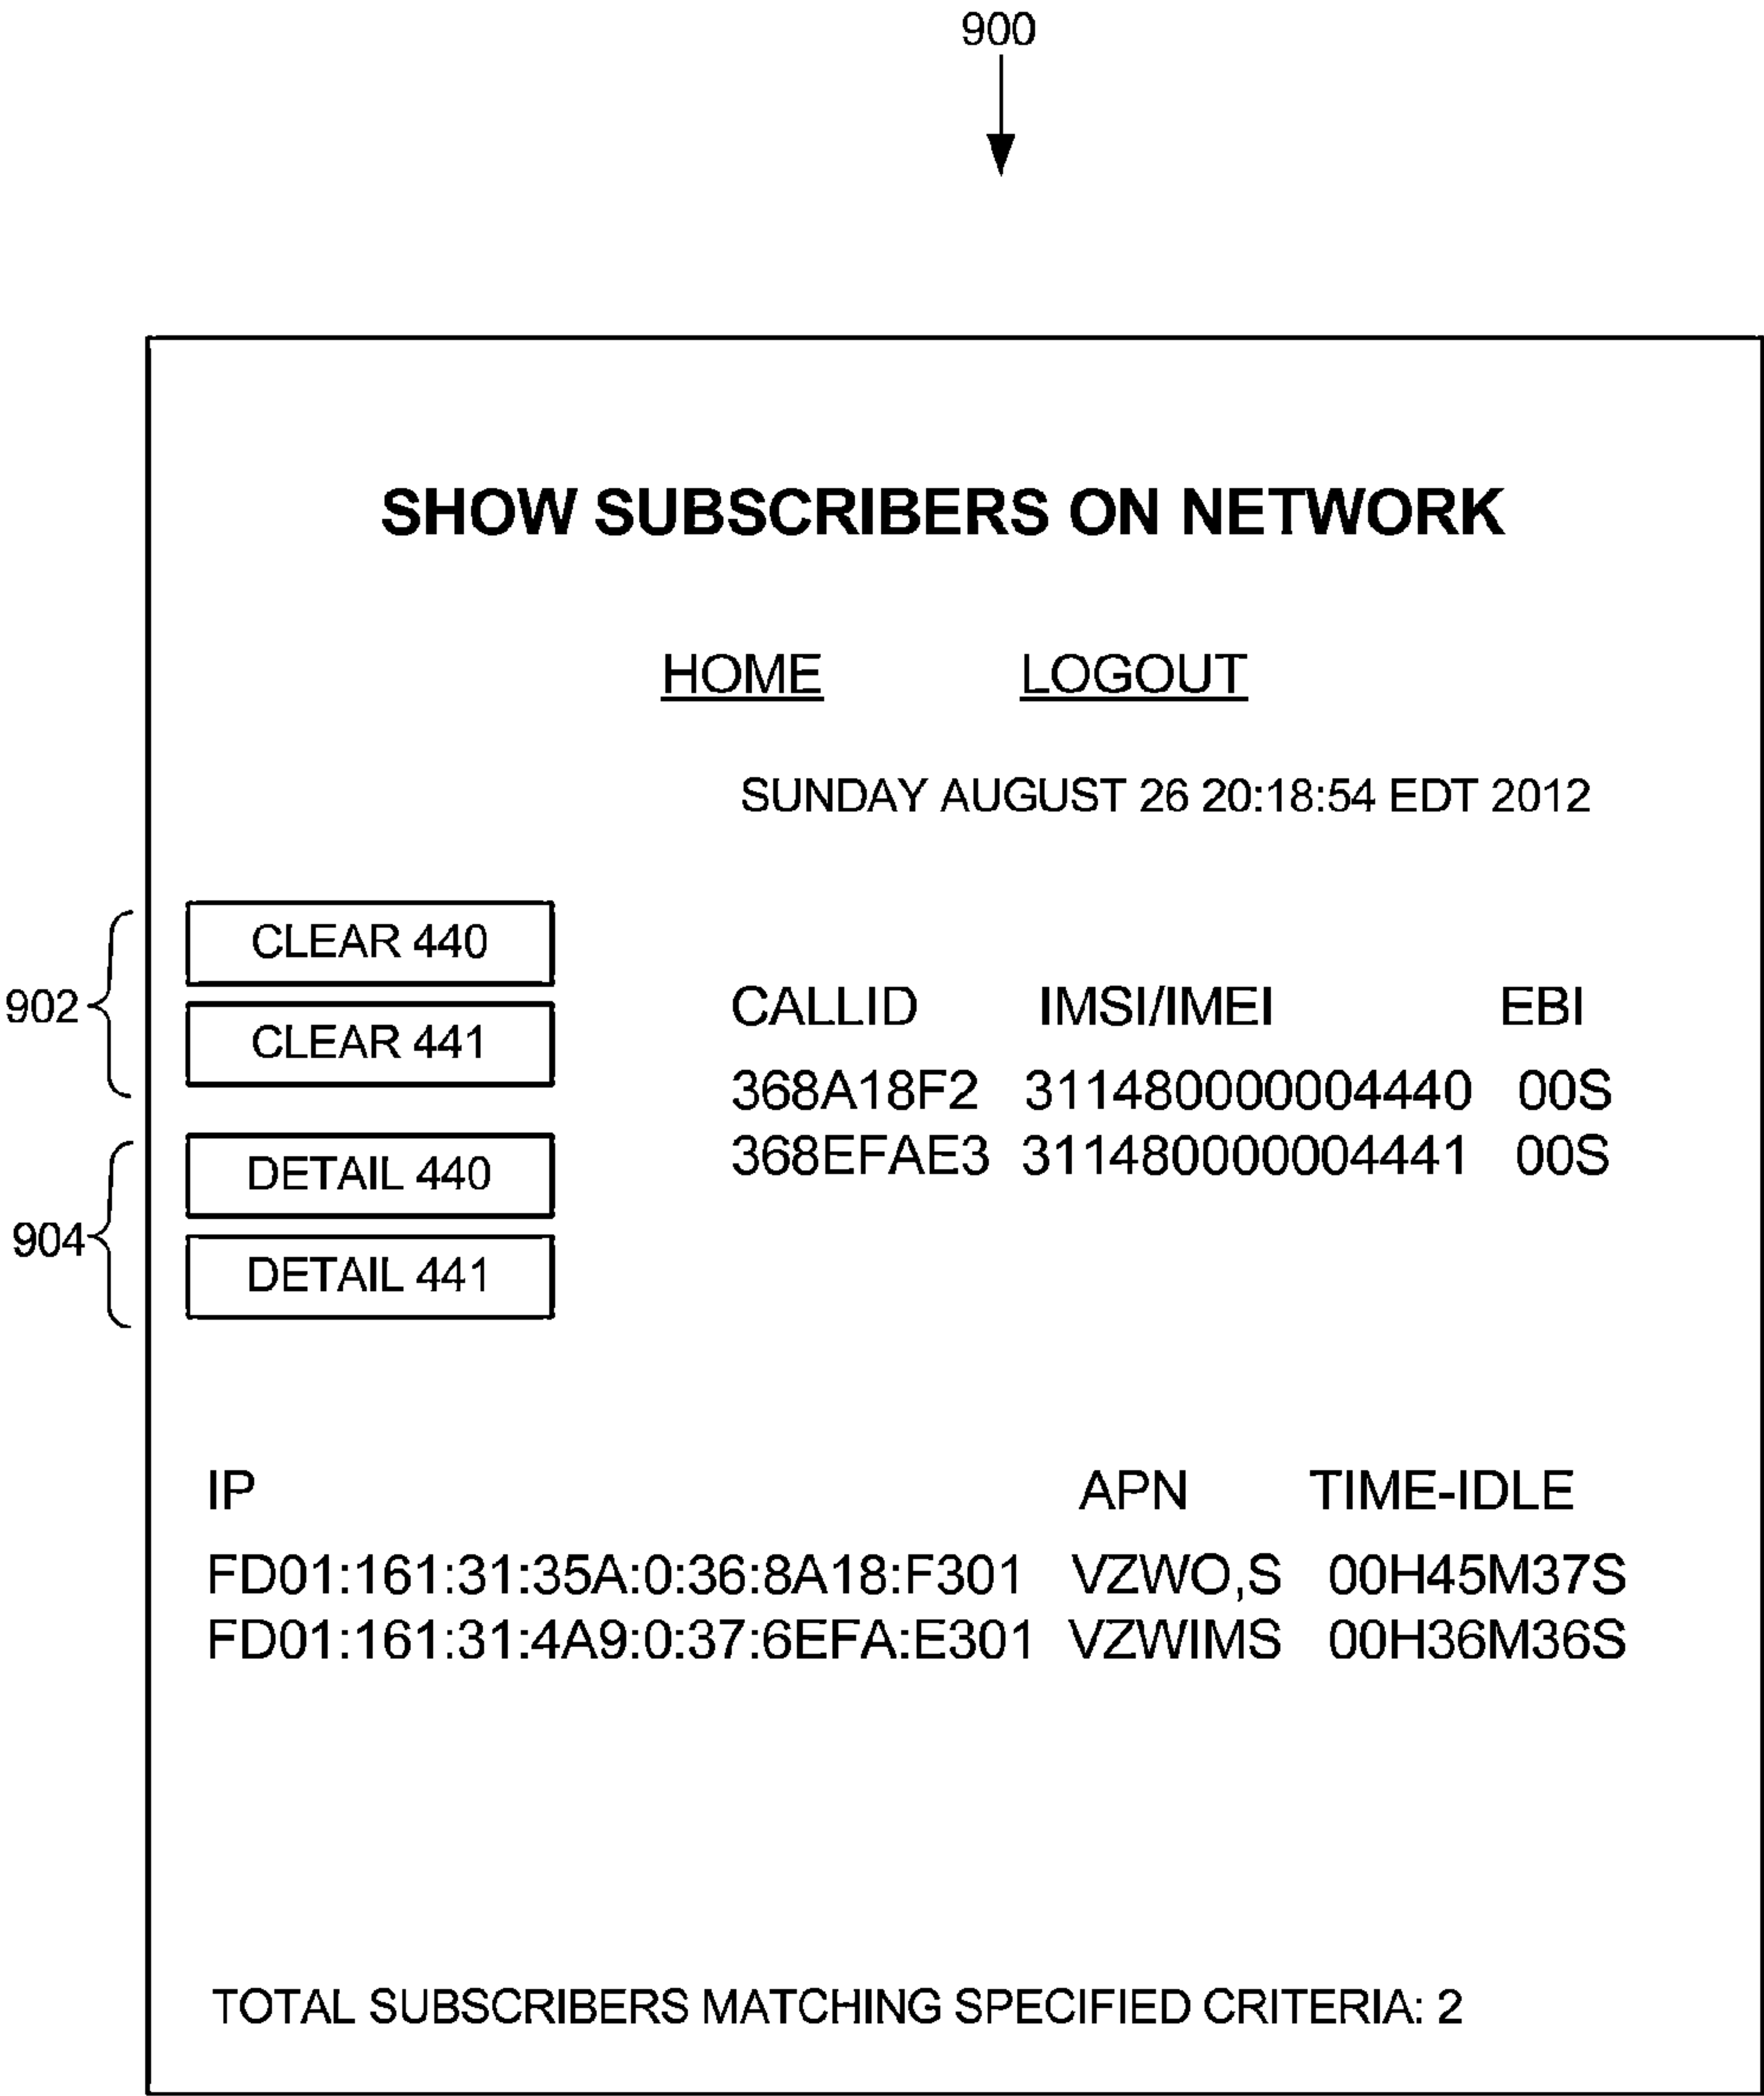 900
SHOW SUBSCRIBERS ON NETWORK
HOME LOGOUT
SUNDAY AUGUST 26 20:18:54 EDT 2012
902
CLEAR 440
CLEAR 441
904
DETAIL 440
DETAIL 441
CALLID IMSI/IMEI EBI
368A18F2 311480000004440 00S
368EFAE3 311480000004441 00S
IP APN TIME-IDLE
FD01:161:31:35A:0:36:8A18:F301 VZWO,S 00H45M37S
FD01:161:31:4A9:0:37:6EFA:E301 VZWIMS 00H36M36S
TOTAL SUBSCRIBERS MATCHING SPECIFIED CRITERIA: 2